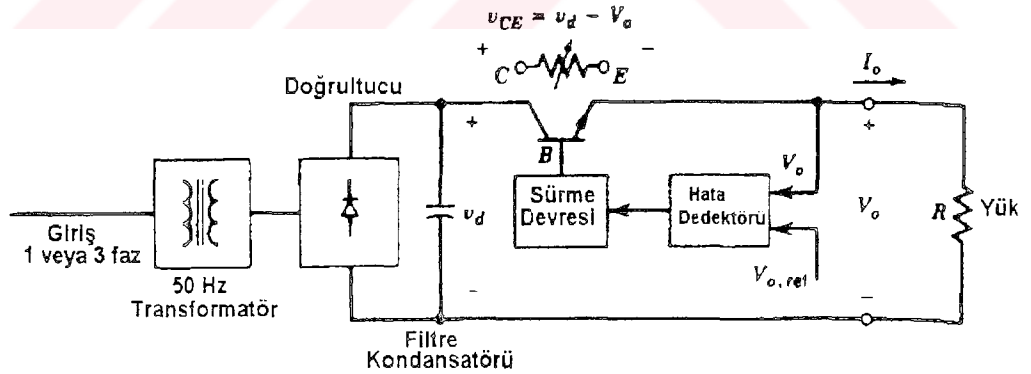 v_CE = v_d − V_o
+ −
C E
I_o
Doğrultucu
+
B
+
V_o
Sürme
Devresi
Hata
Dedektörü
v_d
V_o
R
Yük
Giriş
1 veya 3 faz
V_o, ref
50 Hz
Transformatör
−
−
Filtre
Kondansatörü